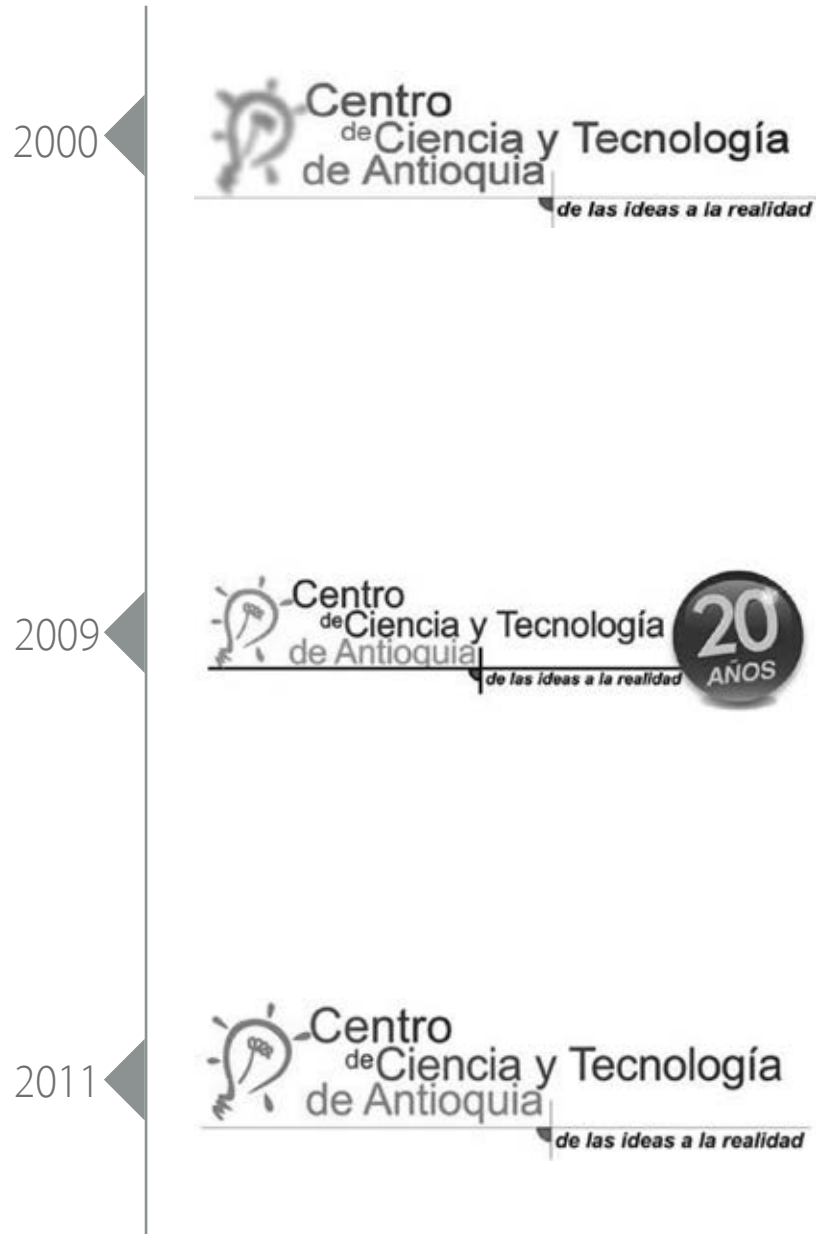 2000
Centro
de Ciencia y Tecnología
de Antioquia
de las ideas a la realidad
2009
Centro
de Ciencia y Tecnología
de Antioquia
de las ideas a la realidad
20
AÑOS
2011
Centro
de Ciencia y Tecnología
de Antioquia
de las ideas a la realidad